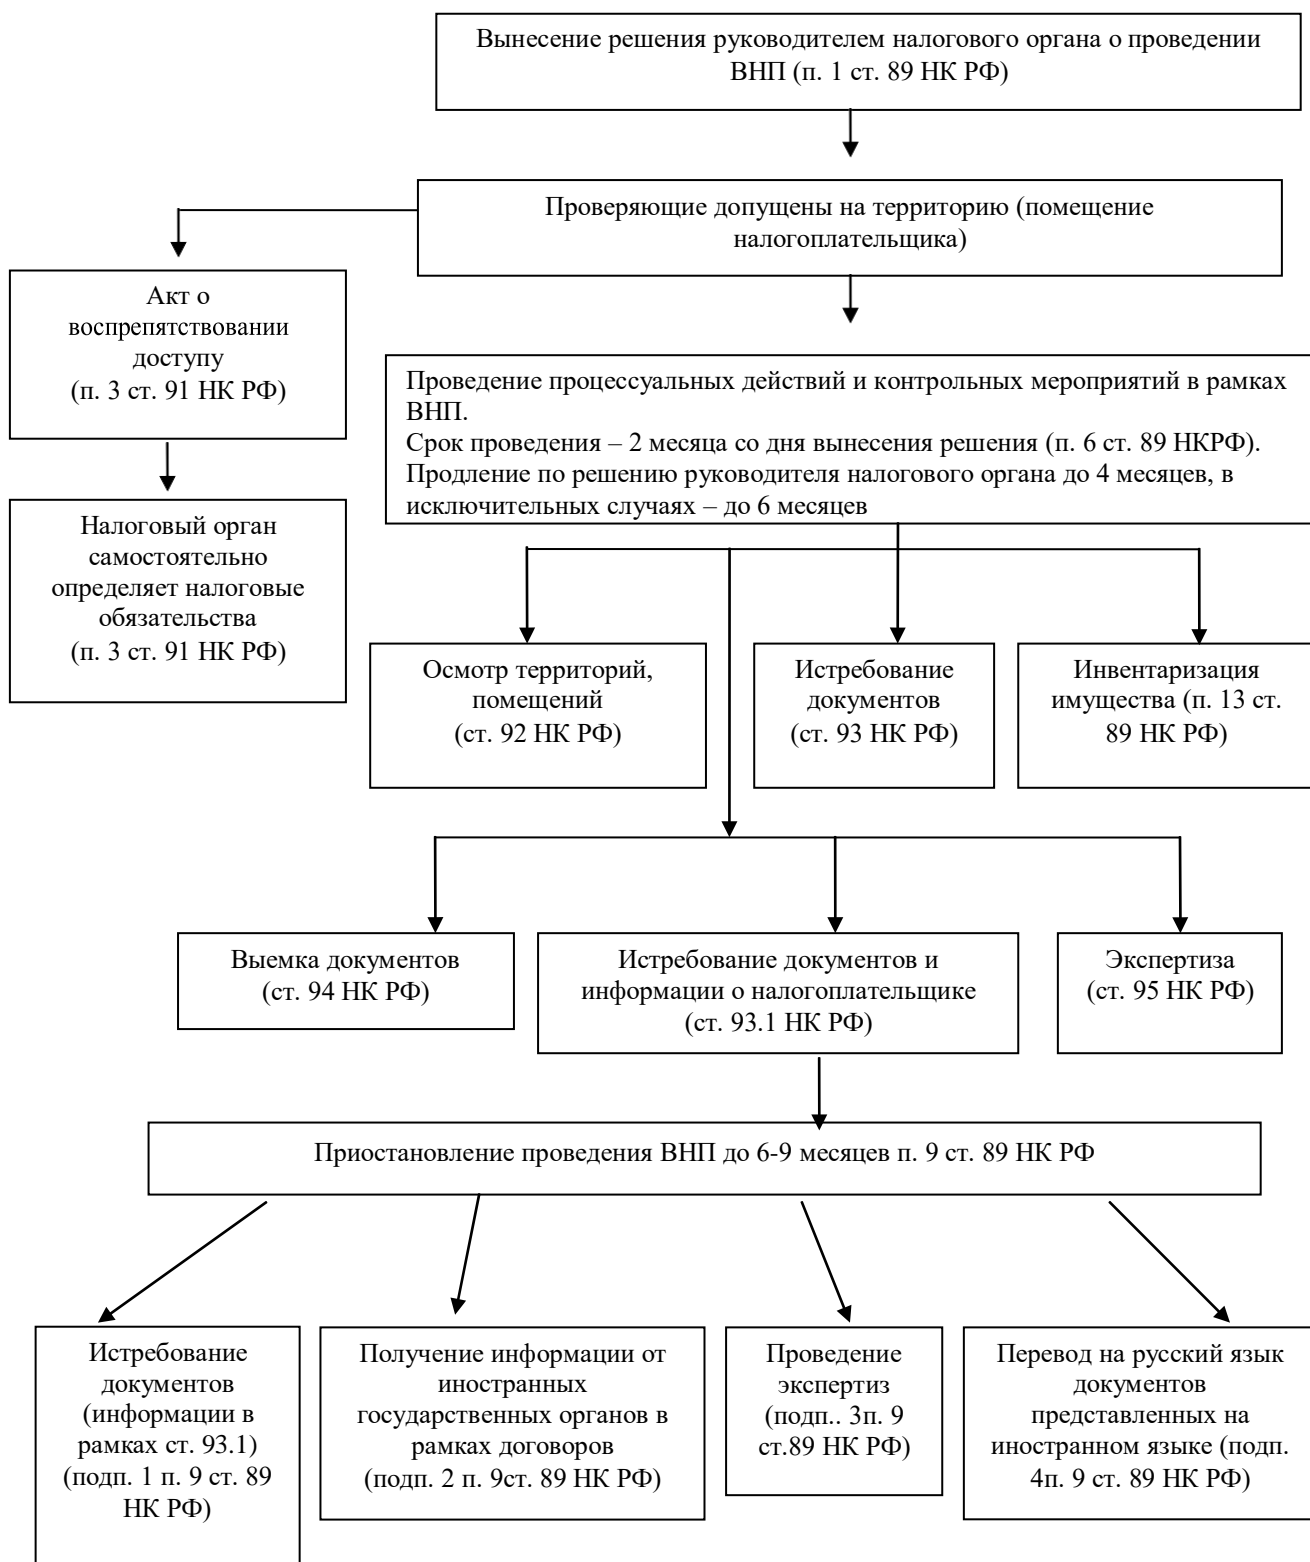 Вынесение решения руководителем налогового органа о проведении
ВНП (п. 1 ст. 89 НК РФ)
Проверяющие допущены на территорию (помещение
налогоплательщика)
Акт о
воспрепятствовании
доступу
(п. 3 ст. 91 НК РФ)
Проведение процессуальных действий и контрольных мероприятий в рамках
ВНП.
Срок проведения – 2 месяца со дня вынесения решения (п. 6 ст. 89 НКРФ).
Продление по решению руководителя налогового органа до 4 месяцев, в
исключительных случаях – до 6 месяцев
Налоговый орган
самостоятельно
определяет налоговые
обязательства
(п. 3 ст. 91 НК РФ)
Осмотр территорий,
помещений
(ст. 92 НК РФ)
Истребование
документов
(ст. 93 НК РФ)
Инвентаризация
имущества (п. 13 ст.
89 НК РФ)
Выемка документов
(ст. 94 НК РФ)
Истребование документов и
информации о налогоплательщике
(ст. 93.1 НК РФ)
Экспертиза
(ст. 95 НК РФ)
Приостановление проведения ВНП до 6-9 месяцев п. 9 ст. 89 НК РФ
Истребование
документов
(информации в
рамках ст. 93.1)
(подп. 1 п. 9 ст. 89
НК РФ)
Получение информации от
иностранных
государственных органов в
рамках договоров
(подп. 2 п. 9ст. 89 НК РФ)
Проведение
экспертиз
(подп.. 3п. 9
ст.89 НК РФ)
Перевод на русский язык
документов
представленных на
иностранном языке (подп.
4п. 9 ст. 89 НК РФ)